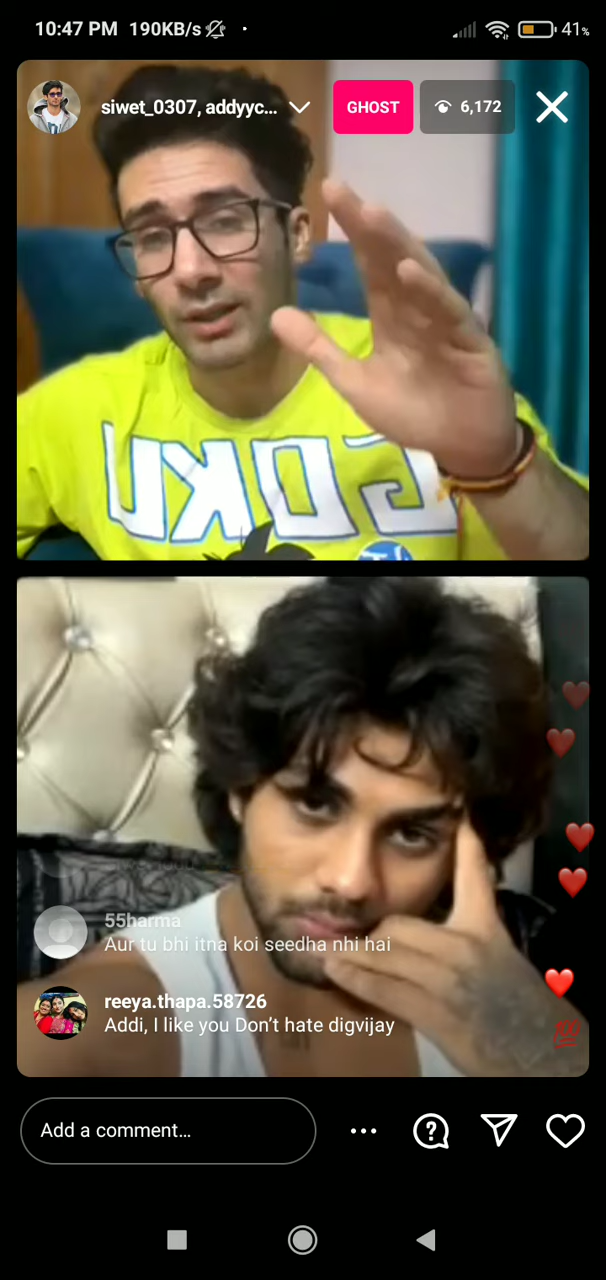 10:47 PM 190KB/s
41%
siwet_0307, addyyc...
GHOST
6,172
GOKU
55harma
Aur tu bhi itna koi seedha nhi hai
reeya.thapa.58726
Addi, I like you Don't hate digvijay
💯
Add a comment...